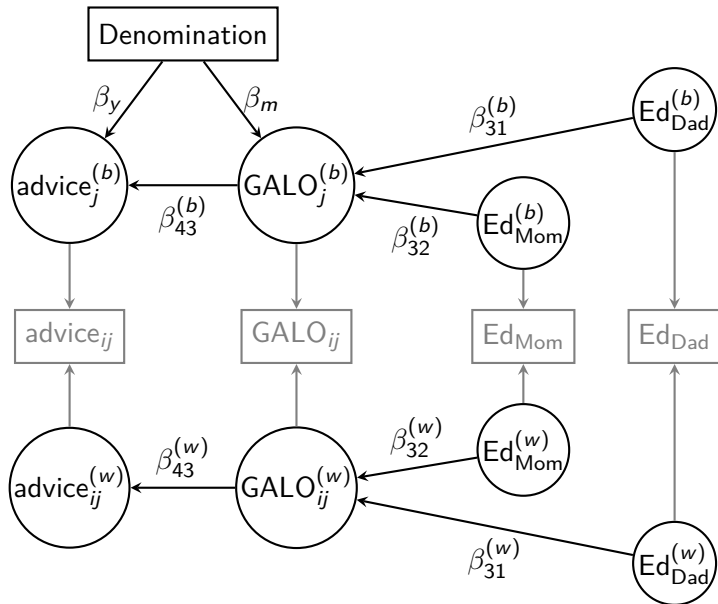 Denomination
β_y β_m
β_31^(b)
Ed_Dad^(b)
advice_j^(b) GALO_j^(b)
β_43^(b) β_32^(b)
Ed_Mom^(b)
advice_ij GALO_ij Ed_Mom Ed_Dad
β_43^(w) β_32^(w)
Ed_Mom^(w)
advice_ij^(w) GALO_ij^(w)
β_31^(w)
Ed_Dad^(w)